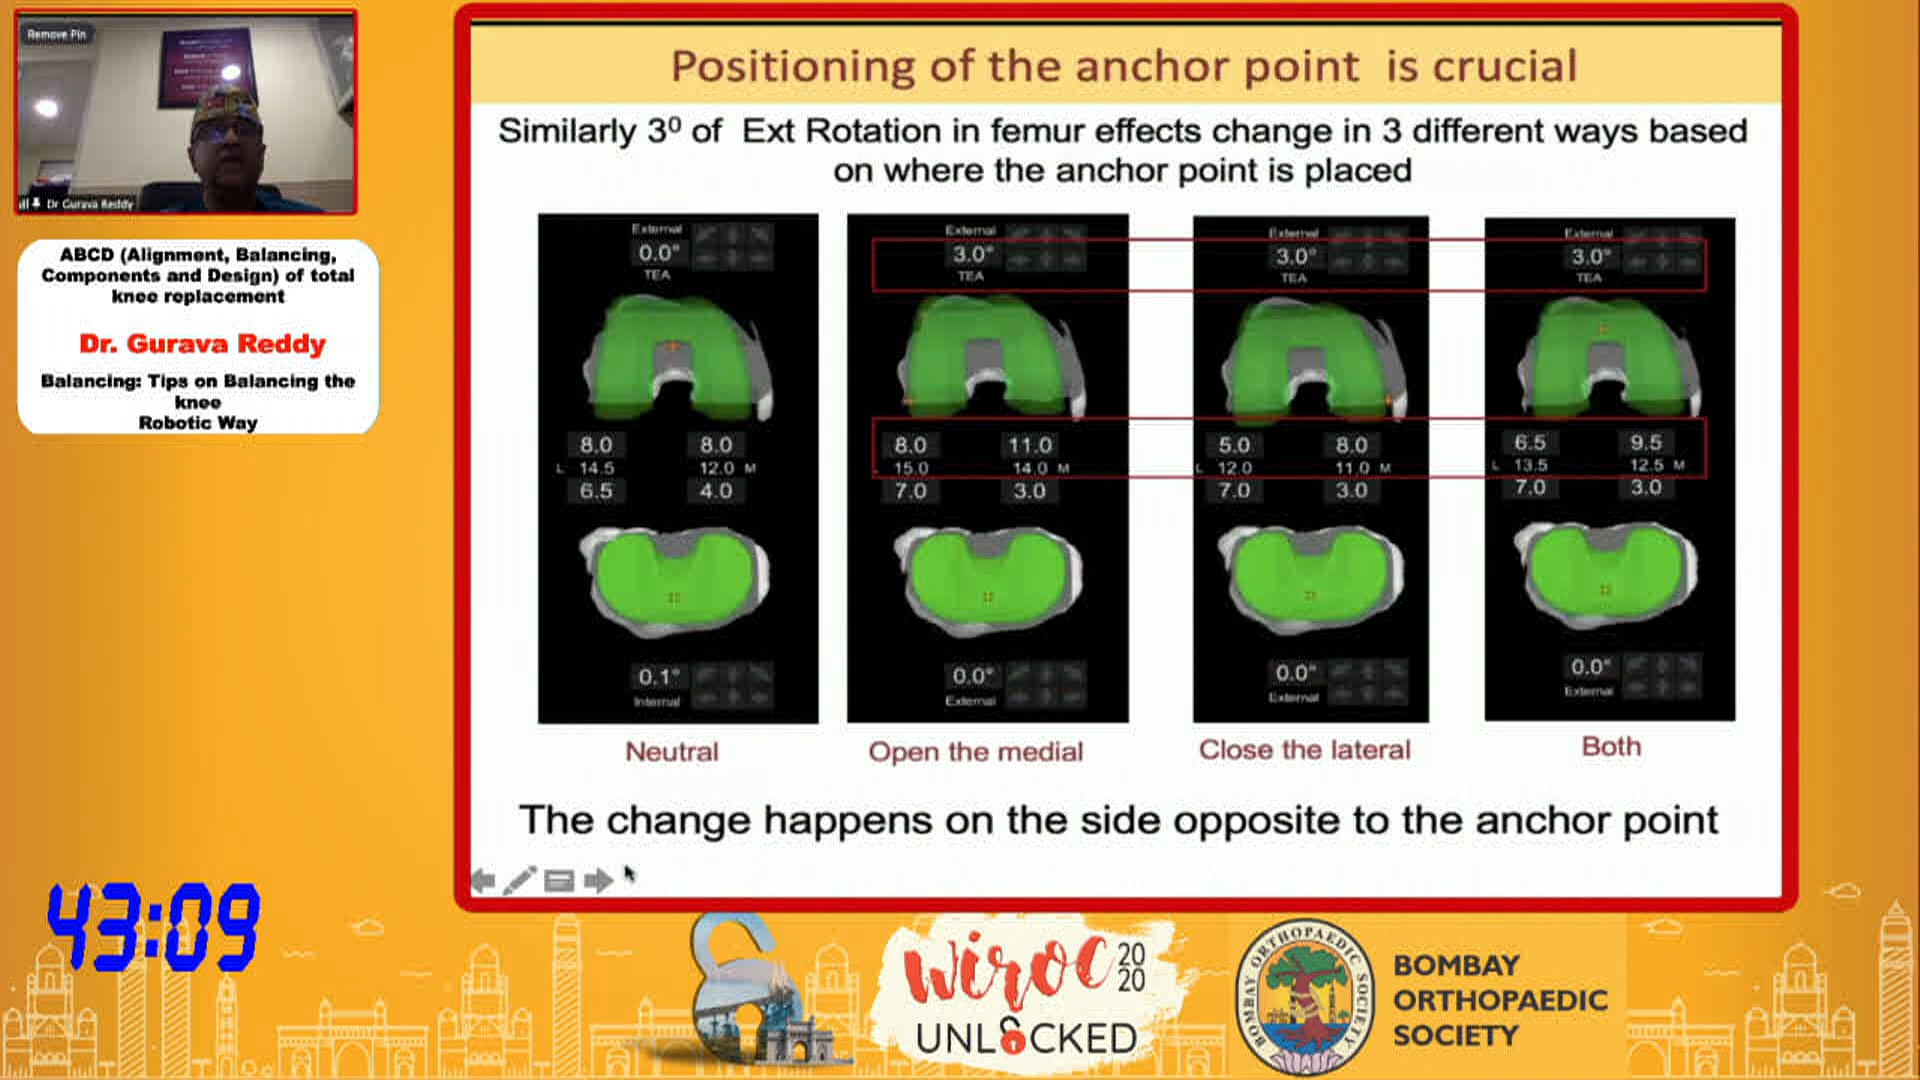 Remove Pin
Dr Gurava Reddy
ABCD (Alignment, Balancing,
Components and Design) of total
knee replacement
Dr. Gurava Reddy
Balancing: Tips on Balancing the
knee
Robotic Way
43:09
Positioning of the anchor point is crucial
Similarly 3⁰ of Ext Rotation in femur effects change in 3 different ways based
on where the anchor point is placed
External
0.0°
TEA
8.0 8.0
L 14.5 12.0 M
6.5 4.0
0.1°
Internal
Neutral
External
3.0°
TEA
8.0 11.0
15.0 14.0 M
7.0 3.0
0.0°
External
Open the medial
External
3.0°
TEA
5.0 8.0
L 12.0 11.0 M
7.0 3.0
0.0°
External
Close the lateral
External
3.0°
TEA
6.5 9.5
L 13.5 12.5 M
7.0 3.0
0.0°
External
Both
The change happens on the side opposite to the anchor point
wiroc 20
20
UNLOCKED
BOMBAY ORTHOPAEDIC SOCIETY
BOMBAY
ORTHOPAEDIC
SOCIETY